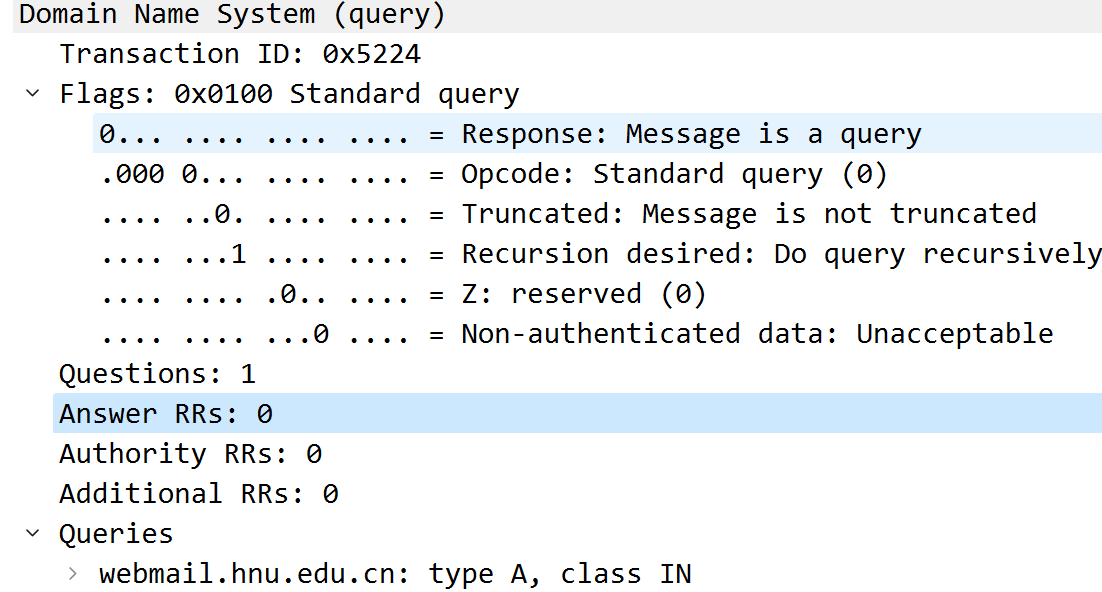 Domain Name System (query)
Transaction ID: 0x5224
Flags: 0x0100 Standard query
0... .... .... .... = Response: Message is a query
.000 0... .... .... = Opcode: Standard query (0)
.... ..0. .... .... = Truncated: Message is not truncated
.... ...1 .... .... = Recursion desired: Do query recursively
.... .... .0.. .... = Z: reserved (0)
.... .... ...0 .... = Non-authenticated data: Unacceptable
Questions: 1
Answer RRs: 0
Authority RRs: 0
Additional RRs: 0
Queries
webmail.hnu.edu.cn: type A, class IN